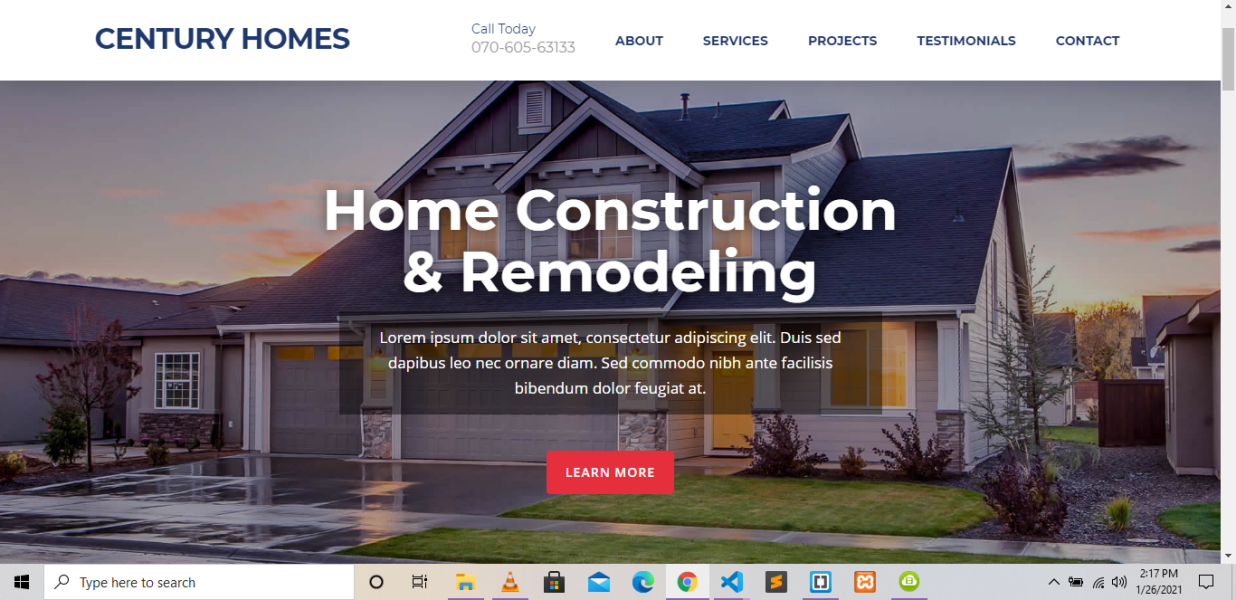 CENTURY HOMES
Call Today
070-605-63133
ABOUT
SERVICES
PROJECTS
TESTIMONIALS
CONTACT
Home Construction
& Remodeling
Lorem ipsum dolor sit amet, consectetur adipiscing elit. Duis sed
dapibus leo nec ornare diam. Sed commodo nibh ante facilisis
bibendum dolor feugiat at.
LEARN MORE
Type here to search
2:17 PM
1/26/2021